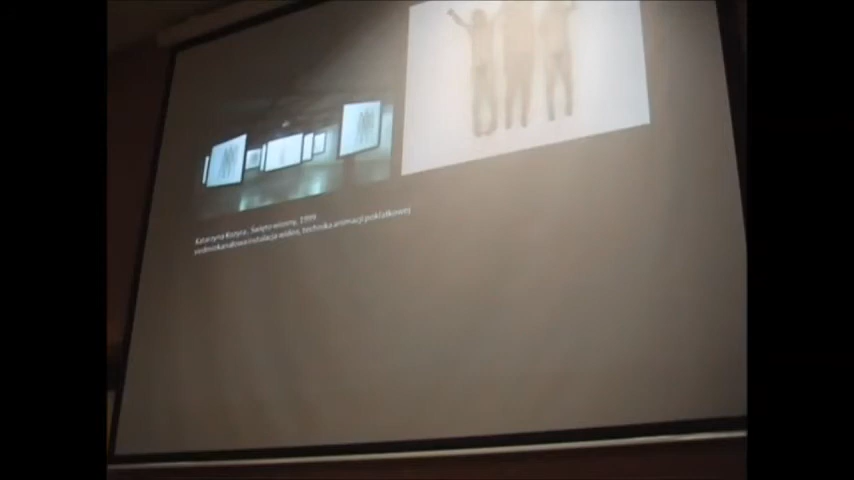 Katarzyna Kozyra, Święto wiosny, 1999
siedmiokanałowa instalacja wideo, technika animacji poklatkowej